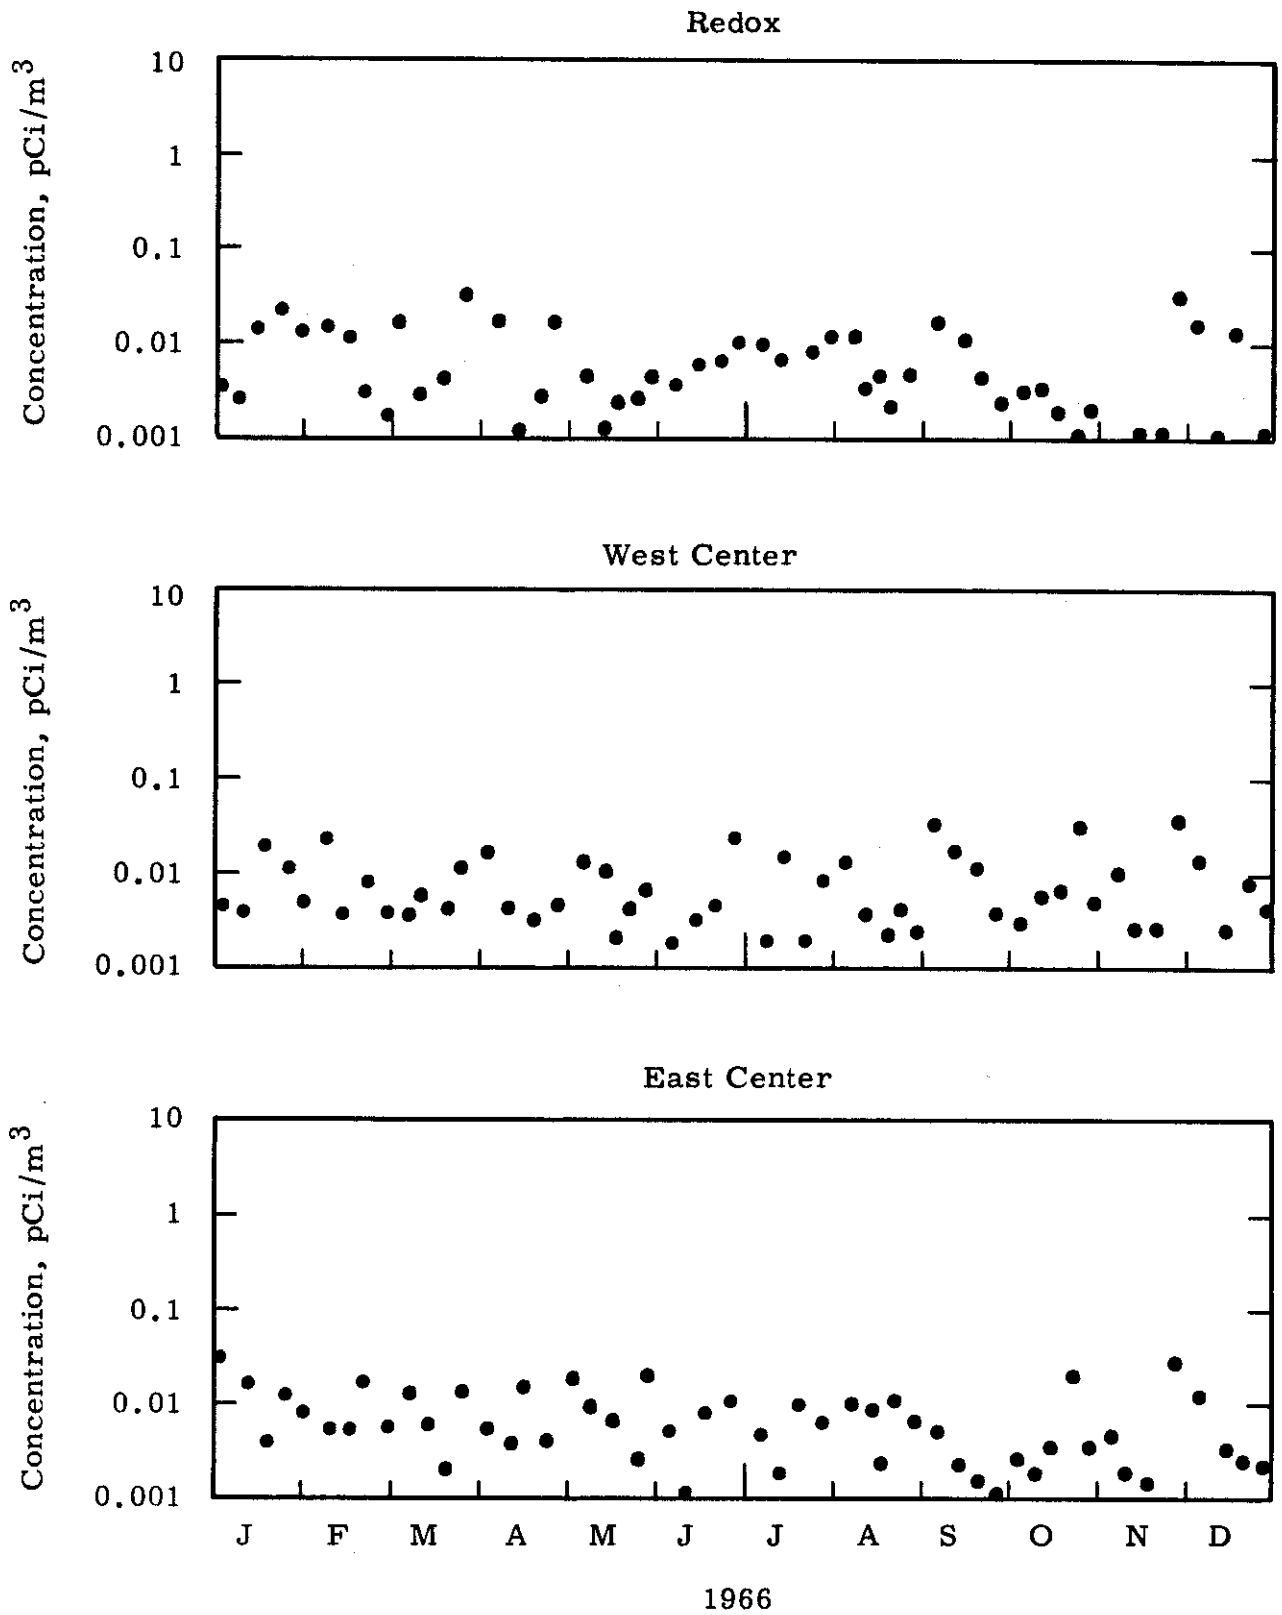 Redox
Concentration, pCi/m³
10
1
0.1
0.01
0.001
West Center
Concentration, pCi/m³
10
1
0.1
0.01
0.001
East Center
Concentration, pCi/m³
10
1
0.1
0.01
0.001
J F M A M J J A S O N D
1966